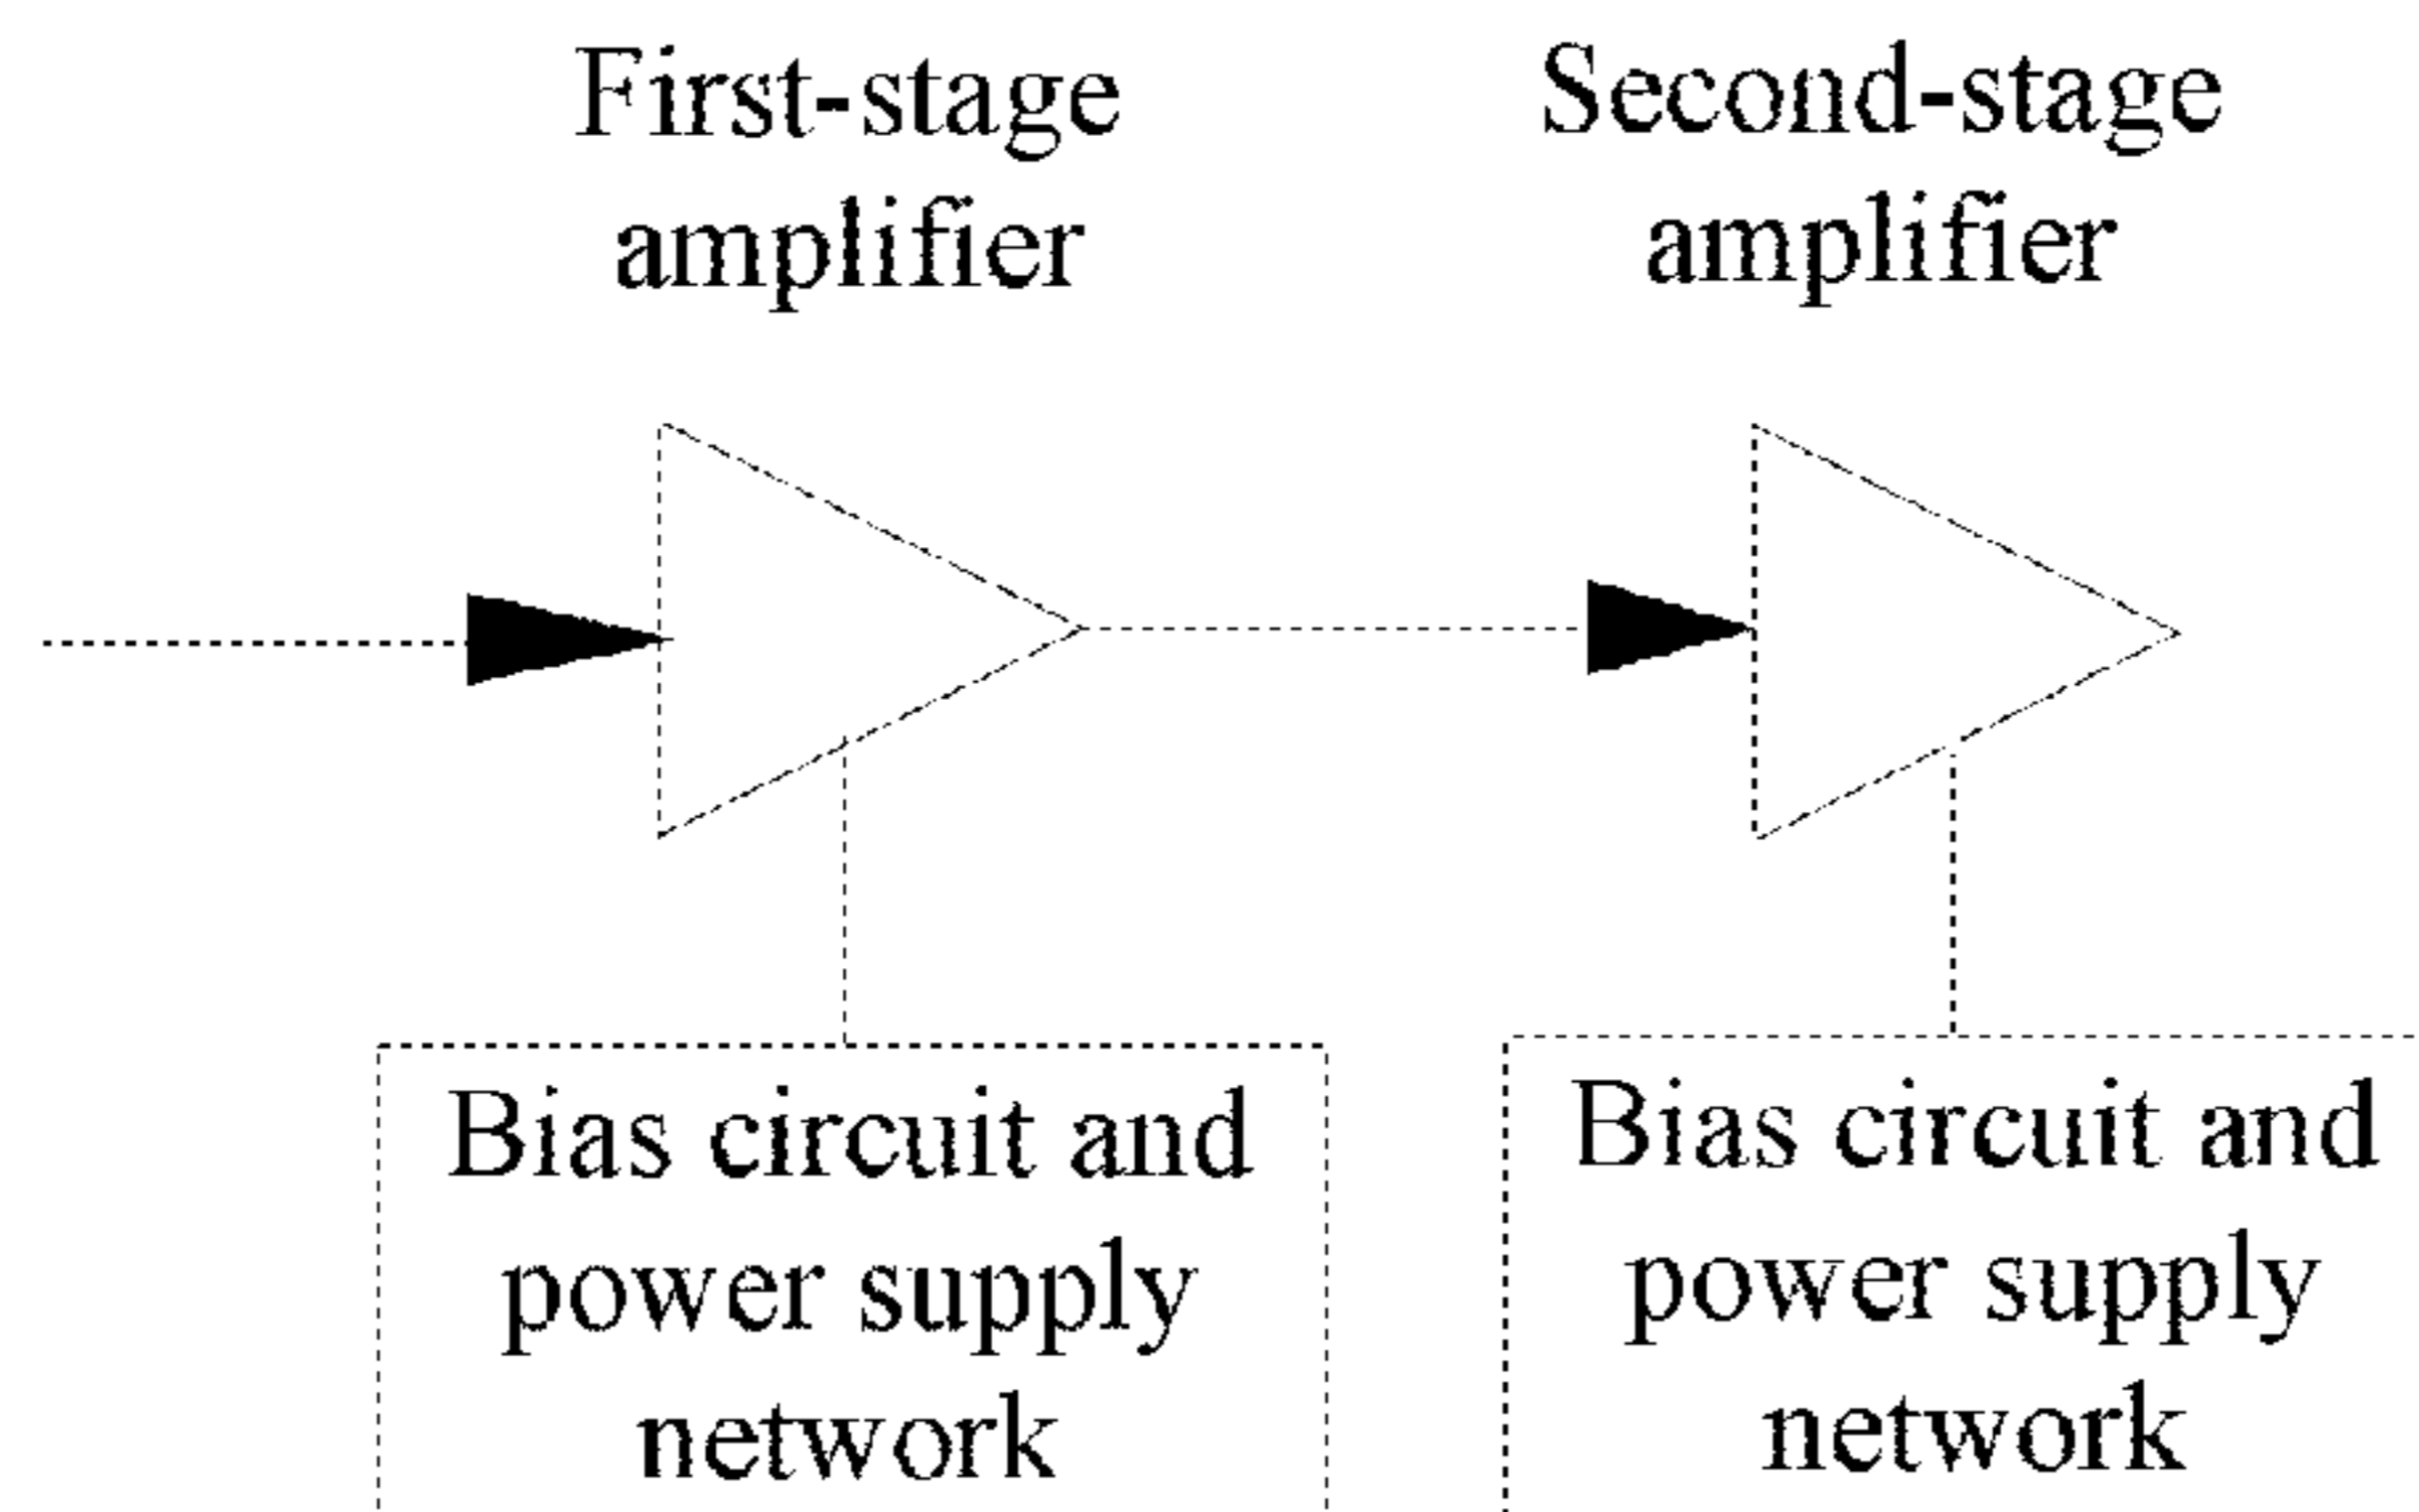 First-stage
amplifier
Second-stage
amplifier
Bias circuit and
power supply
network
Bias circuit and
power supply
network